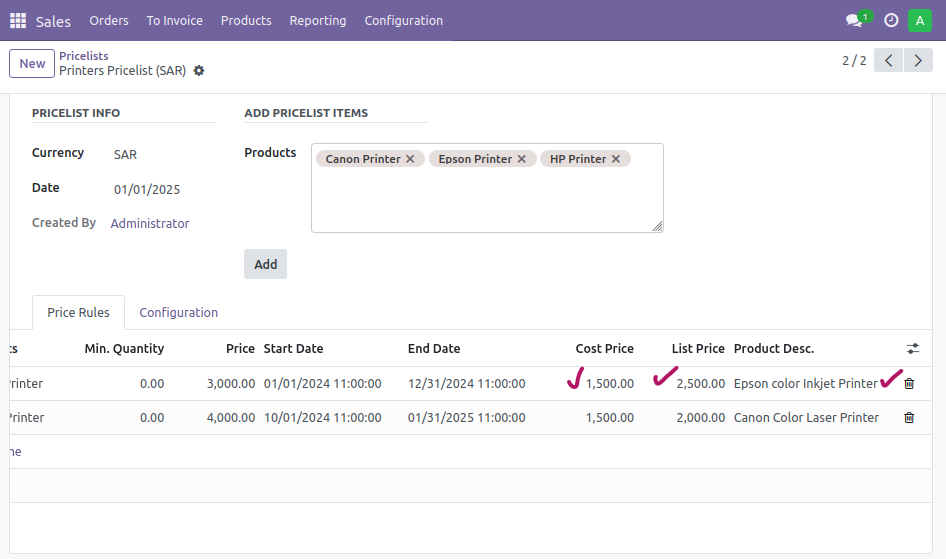 Sales Orders To Invoice Products Reporting Configuration 1 A
New Pricelists 2 / 2
Printers Pricelist (SAR)
PRICELIST INFO ADD PRICELIST ITEMS
Currency SAR Products Canon Printer ✕ Epson Printer ✕ HP Printer ✕
Date 01/01/2025
Created By Administrator
Add
Price Rules Configuration
ts Min. Quantity Price Start Date End Date Cost Price List Price Product Desc.
Printer 0.00 3,000.00 01/01/2024 11:00:00 12/31/2024 11:00:00 1,500.00 2,500.00 Epson color Inkjet Printer
Printer 0.00 4,000.00 10/01/2024 11:00:00 01/31/2025 11:00:00 1,500.00 2,000.00 Canon Color Laser Printer
ne